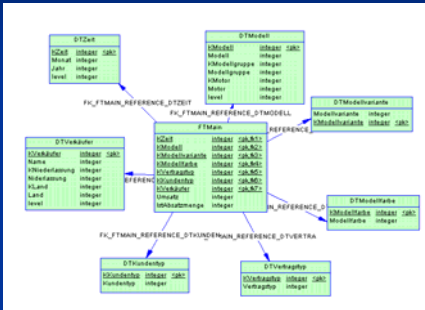 DTZeit
KZeit integer <pk>
Monat integer
Jahr integer
level integer
DTModell
KModell integer <pk>
Modell integer
KModellgruppe integer
Modellgruppe integer
KMotor integer
Motor integer
level integer
FK_FTMAIN_REFERENCE_DTZEIT
FK_FTMAIN_REFERENCE_DTMODELL
DTModellvariante
Modellvariante integer
KModellvariante integer <pk>
FTMain
KZeit integer <pk,fk1>
KModell integer <pk,fk2>
KModellvariante integer <pk,fk3>
KModellfarbe integer <pk,fk4>
KVertragstyp integer <pk,fk5>
KKundentyp integer <pk,fk6>
KVerkäufer integer <pk,fk7>
Umsatz integer
IstAbsatzmenge integer
REFERENCE_
DTVerkäufer
KVerkäufer integer <pk>
Name integer
KNiederlassung integer
Niderlassung integer
KLand integer
Land integer
level integer
EFERE
DTModellfarbe
KModellfarbe integer <pk>
Modellfarbe integer
IN_REFERENCE_D
FK_FTMAIN_REFERENCE_DTKUNDEN
MAIN_REFERENCE_DTVERTRA
DTKundentyp
KKundentyp integer <pk>
Kundentyp integer
DTVertragstyp
KVertragstyp integer <pk>
Vertragstyp integer